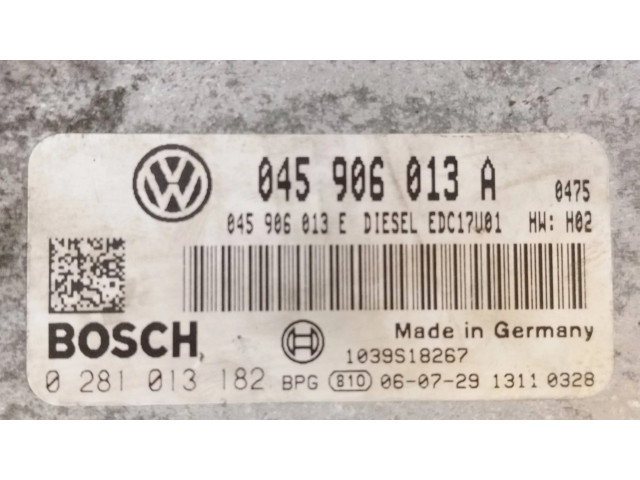 VW 045 906 013 A 0475
045 906 013 E DIESEL EDC17U01 HW: H02
BOSCH Made in Germany
1039S18267
0 281 013 182 BPG 810 06-07-29 1311 0328